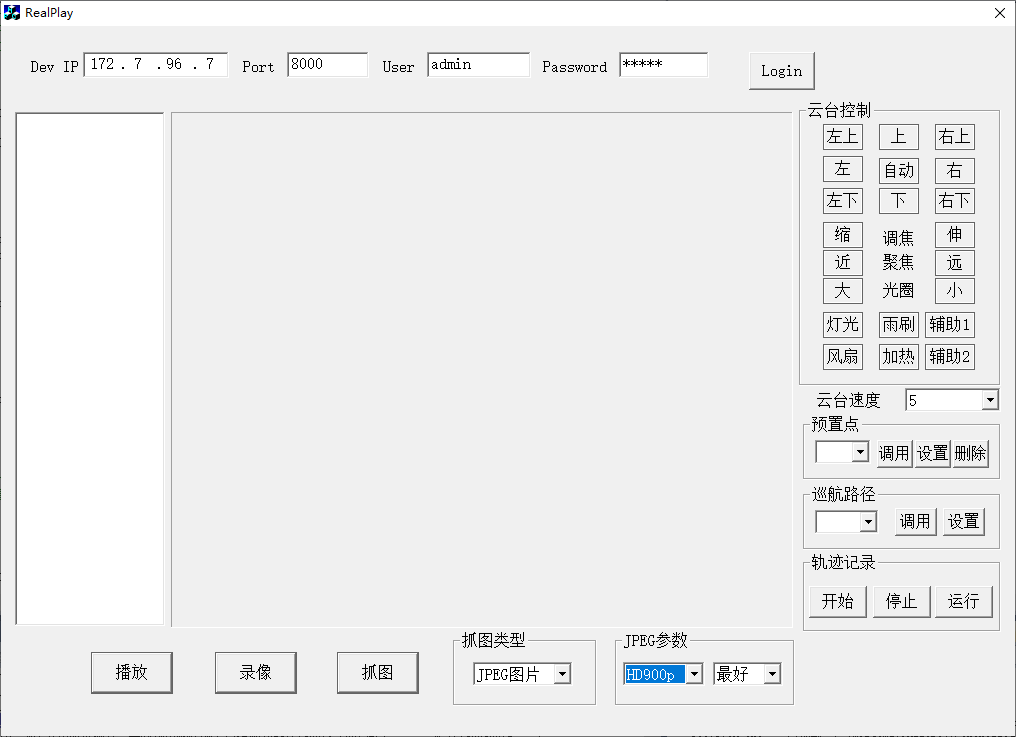 RealPlay
Dev IP 172 . 7 . 96 . 7 Port 8000 User admin Password ***** Login
云台控制
左上 上 右上
左 自动 右
左下 下 右下
缩 调焦 伸
近 聚焦 远
大 光圈 小
灯光 雨刷 辅助1
风扇 加热 辅助2
云台速度 5
预置点
调用 设置 删除
巡航路径
调用 设置
轨迹记录
开始 停止 运行
播放 录像 抓图
抓图类型
JPEG图片
JPEG参数
HD900p 最好